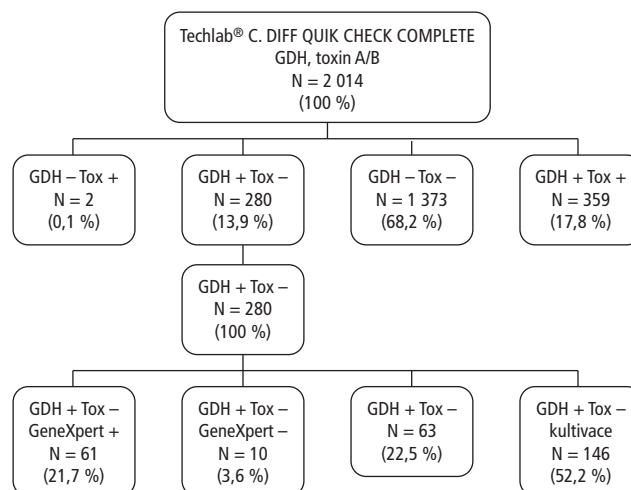 Techlab® C. DIFF QUIK CHECK COMPLETE
GDH, toxin A/B
N = 2 014
(100 %)
GDH – Tox +
N = 2
(0,1 %)
GDH + Tox –
N = 280
(13,9 %)
GDH – Tox –
N = 1 373
(68,2 %)
GDH + Tox +
N = 359
(17,8 %)
GDH + Tox –
N = 280
(100 %)
GDH + Tox –
GeneXpert +
N = 61
(21,7 %)
GDH + Tox –
GeneXpert –
N = 10
(3,6 %)
GDH + Tox –
N = 63
(22,5 %)
GDH + Tox –
kultivace
N = 146
(52,2 %)